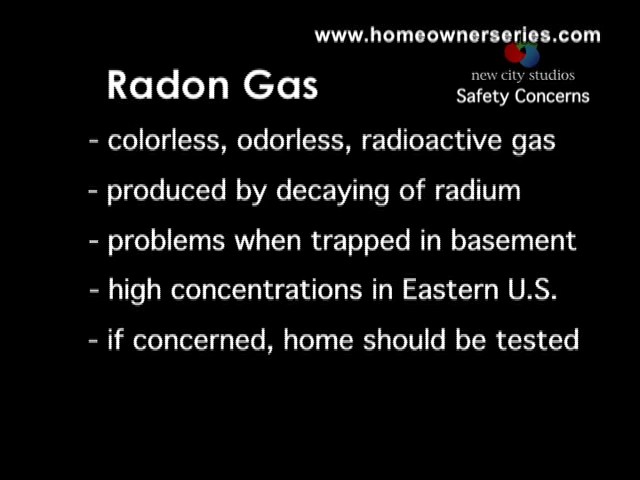 www.homeownerseries.com
new city studios
Radon Gas
Safety Concerns
- colorless, odorless, radioactive gas
- produced by decaying of radium
- problems when trapped in basement
- high concentrations in Eastern U.S.
- if concerned, home should be tested